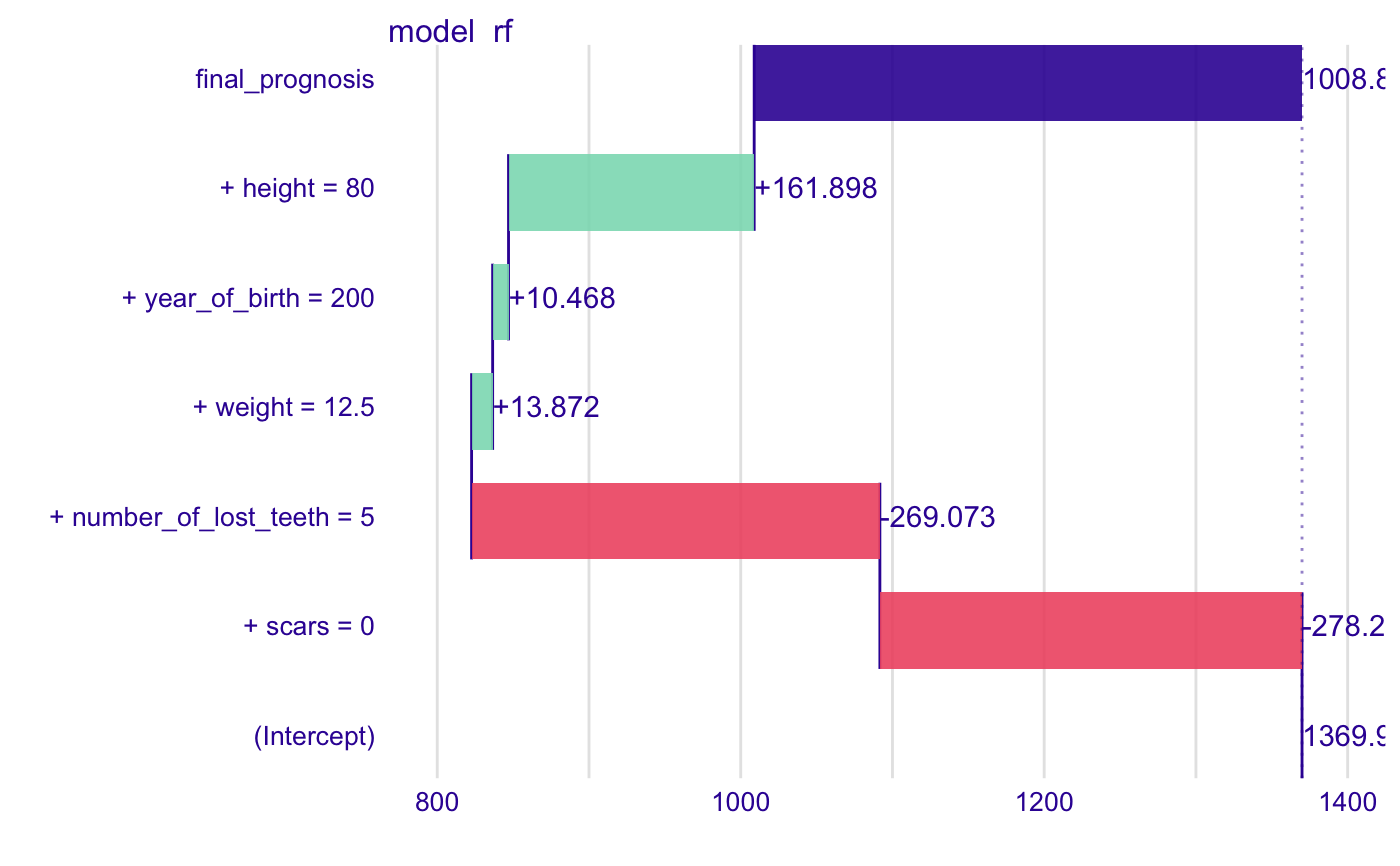 model rf
final_prognosis
1008.8
+ height = 80
+161.898
+ year_of_birth = 200
+10.468
+ weight = 12.5
+13.872
+ number_of_lost_teeth = 5
-269.073
+ scars = 0
-278.2
(Intercept)
1369.9
800 1000 1200 1400